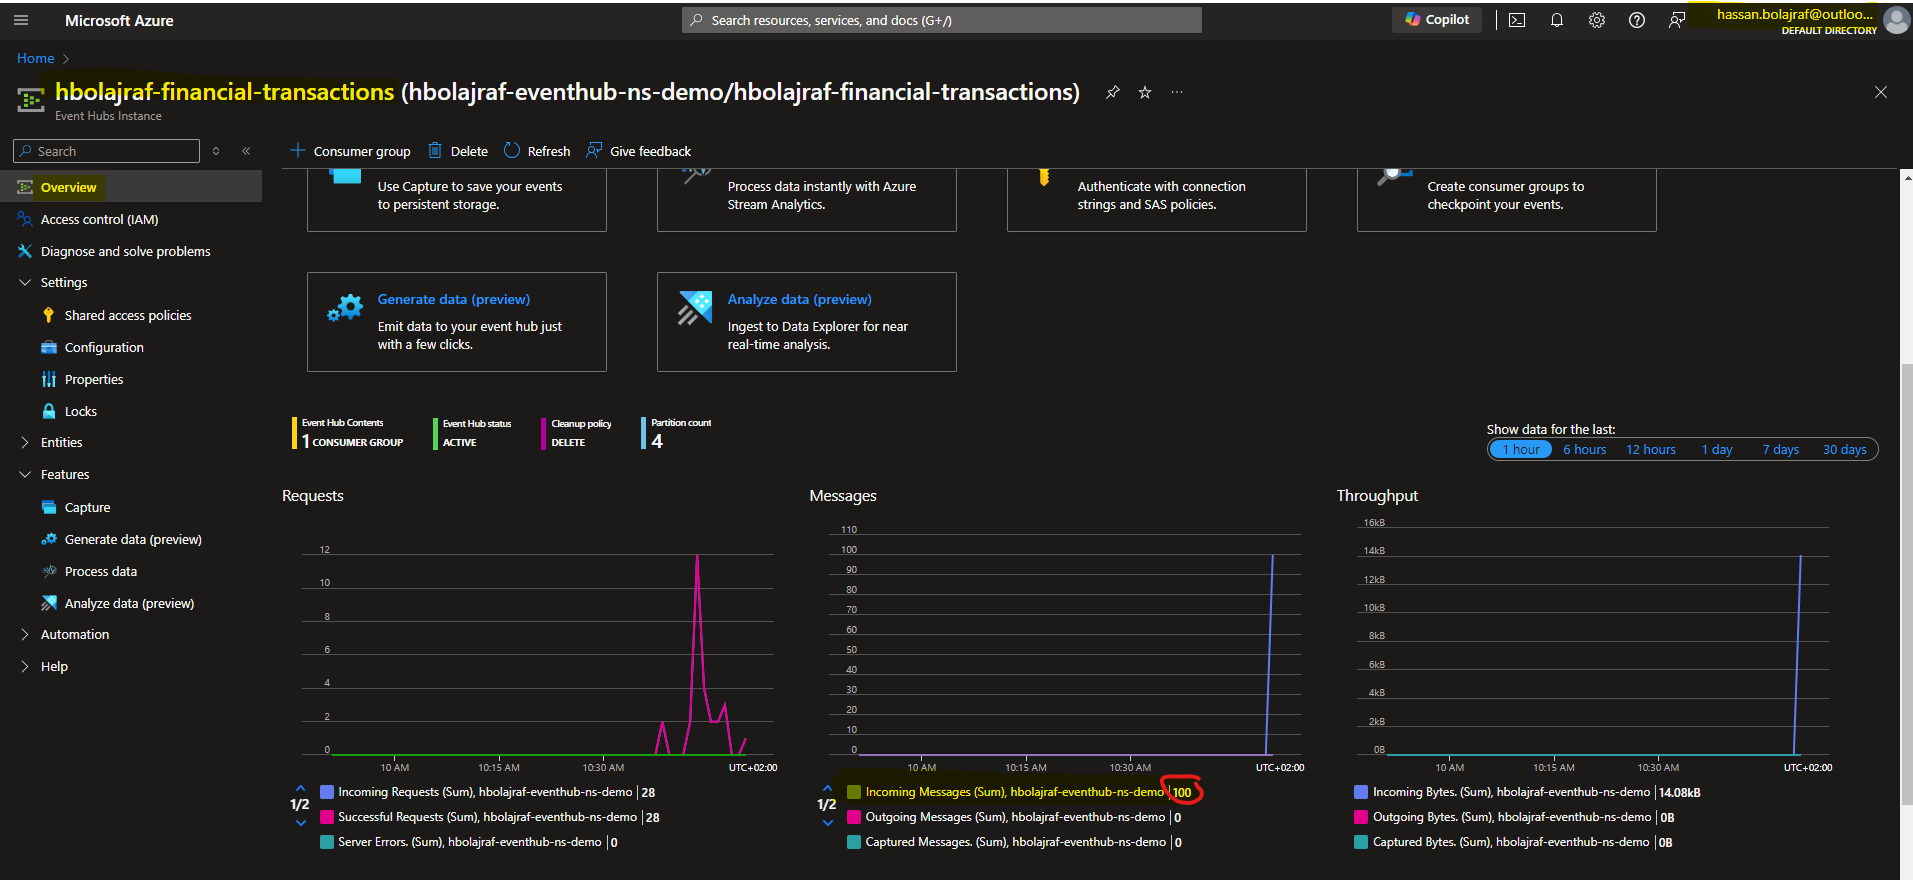 Microsoft Azure
Search resources, services, and docs (G+/)
Copilot
hassan.bolajraf@outloo...
DEFAULT DIRECTORY
Home
hbolajraf-financial-transactions (hbolajraf-eventhub-ns-demo/hbolajraf-financial-transactions)
Event Hubs Instance
Search
Consumer group
Delete
Refresh
Give feedback
Overview
Access control (IAM)
Diagnose and solve problems
Settings
Shared access policies
Configuration
Properties
Locks
Entities
Features
Capture
Generate data (preview)
Process data
Analyze data (preview)
Automation
Help
Use Capture to save your events
to persistent storage.
Process data instantly with Azure
Stream Analytics.
Authenticate with connection
strings and SAS policies.
Create consumer groups to
checkpoint your events.
Generate data (preview)
Emit data to your event hub just
with a few clicks.
Analyze data (preview)
Ingest to Data Explorer for near
real-time analysis.
Event Hub Contents
1 CONSUMER GROUP
Event Hub status
ACTIVE
Cleanup policy
DELETE
Partition count
4
Show data for the last:
1 hour 6 hours 12 hours 1 day 7 days 30 days
Requests
12
10
8
6
4
2
0
10 AM 10:15 AM 10:30 AM UTC+02:00
1/2
Incoming Requests (Sum), hbolajraf-eventhub-ns-demo 28
Successful Requests (Sum), hbolajraf-eventhub-ns-demo 28
Server Errors. (Sum), hbolajraf-eventhub-ns-demo 0
Messages
110
100
90
80
70
60
50
40
30
20
10
0
10 AM 10:15 AM 10:30 AM UTC+02:00
1/2
Incoming Messages (Sum), hbolajraf-eventhub-ns-demo 100
Outgoing Messages (Sum), hbolajraf-eventhub-ns-demo 0
Captured Messages. (Sum), hbolajraf-eventhub-ns-demo 0
Throughput
16kB
14kB
12kB
10kB
8kB
6kB
4kB
2kB
0B
10 AM 10:15 AM 10:30 AM UTC+02:00
Incoming Bytes. (Sum), hbolajraf-eventhub-ns-demo 14.08kB
Outgoing Bytes. (Sum), hbolajraf-eventhub-ns-demo 0B
Captured Bytes. (Sum), hbolajraf-eventhub-ns-demo 0B